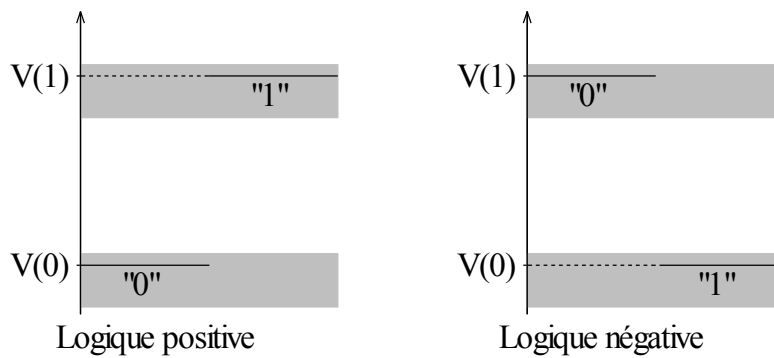 V(1)
"1"
V(0)
"0"
Logique positive
V(1)
"0"
V(0)
"1"
Logique négative